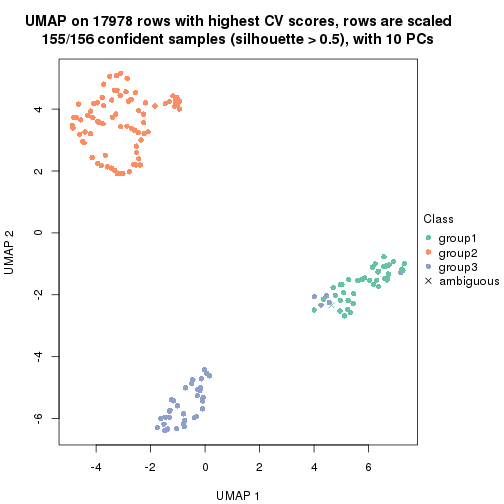 UMAP on 17978 rows with highest CV scores, rows are scaled
155/156 confident samples (silhouette > 0.5), with 10 PCs
4
2
0
-2
-4
-6
UMAP 2
-4
-2
0
2
4
6
UMAP 1
Class
group1
group2
group3
ambiguous